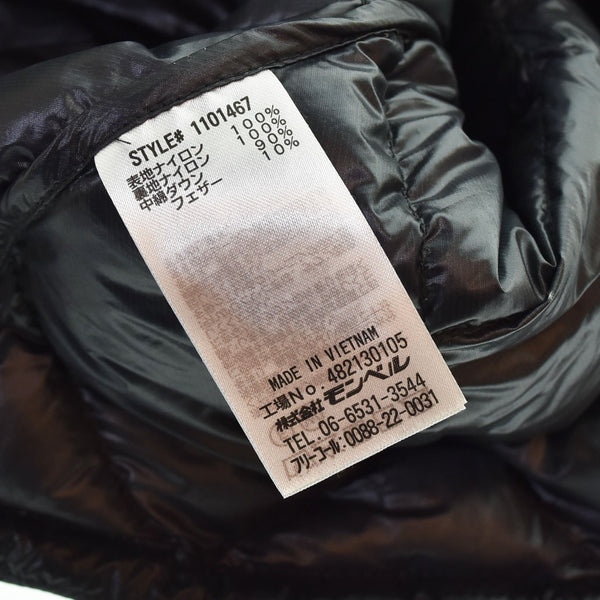 STYLE# 1101467
表地ナイロン 100%
裏地ナイロン 100%
中綿ダウン 90%
フェザー 10%
MADE IN VIETNAM
工場No. 482130105
株式会社 モンベル
TEL. 06-6531-3544
フリーコール: 0088-22-0031